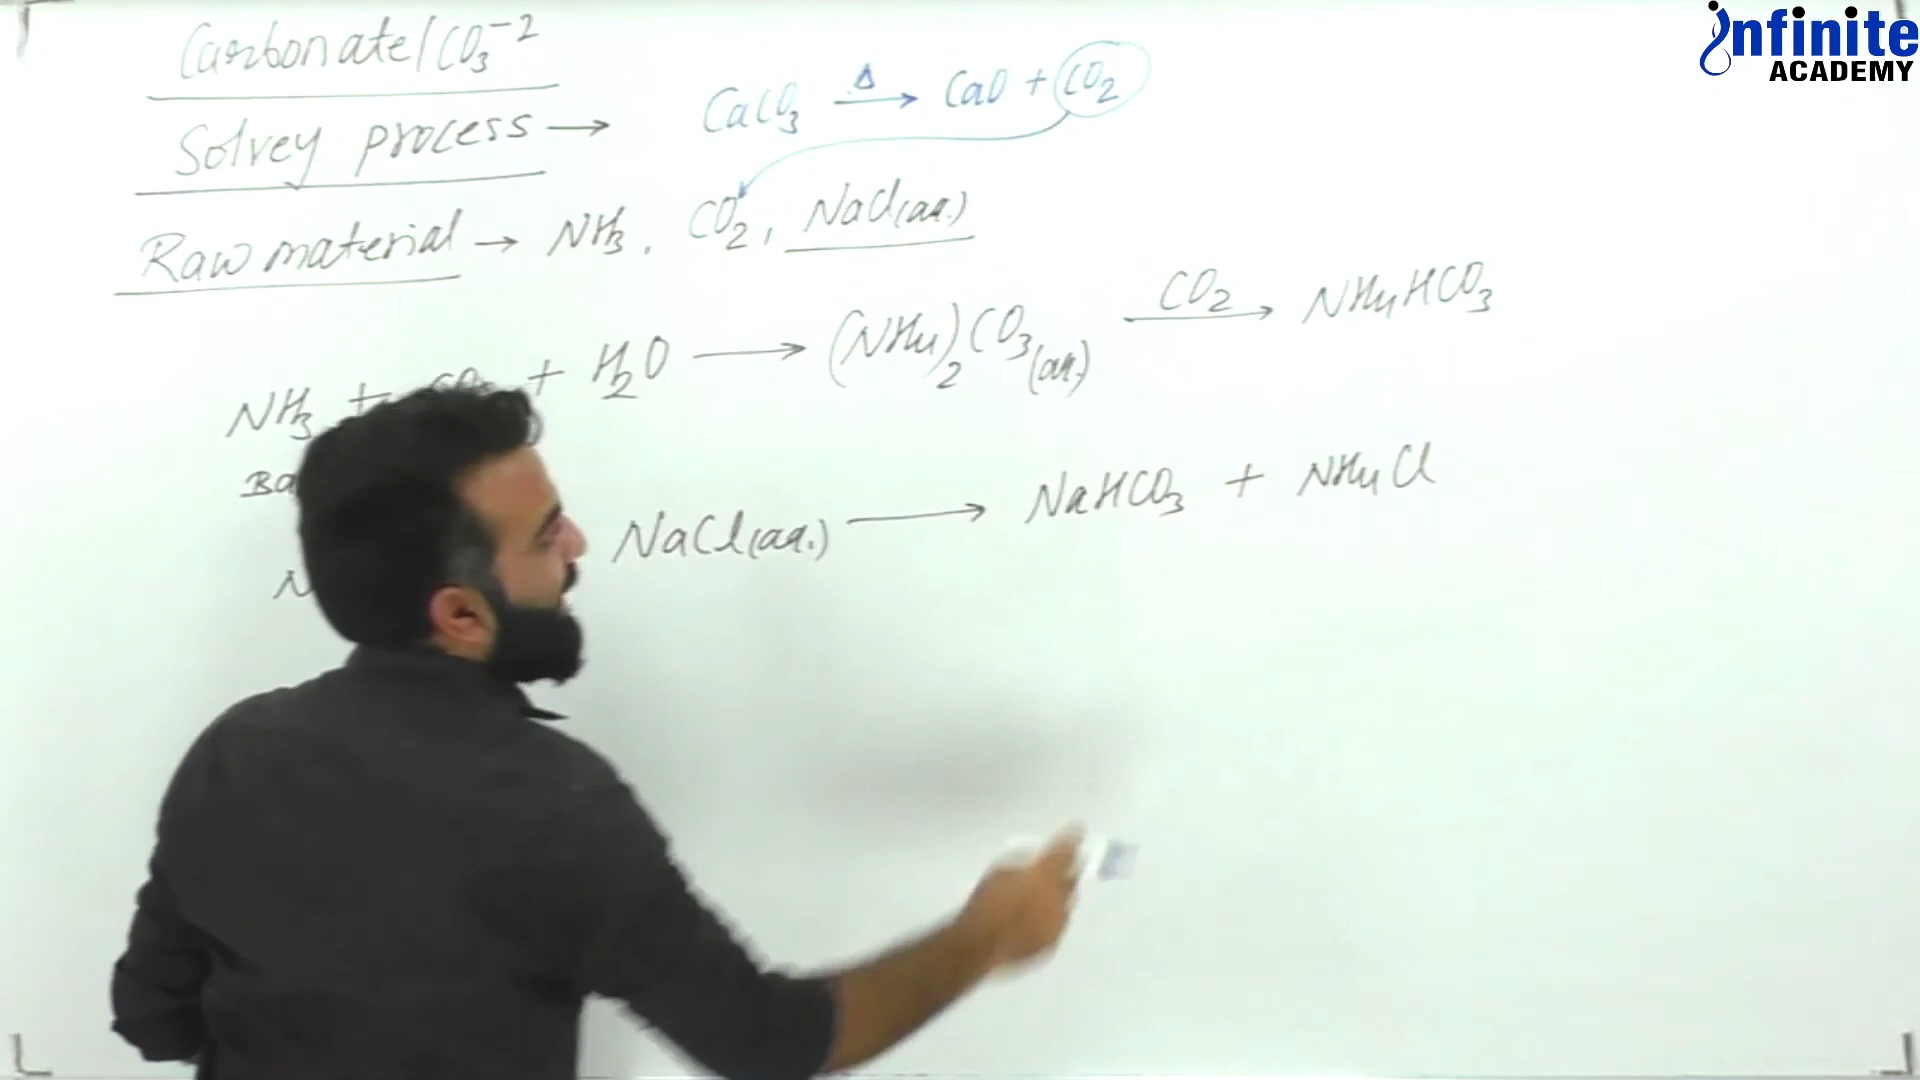 infinite
ACADEMY
Carbonate/CO₃⁻²
Solvey process →
CaCO₃ —Δ→ CaO + CO₂
Raw material → NH₃, CO₂, NaCl(aq.)
NH₃ + CO₂ + H₂O → (NH₄)₂CO₃(aq.) —CO₂→ NH₄HCO₃
NaCl(aq.) → NaHCO₃ + NH₄Cl